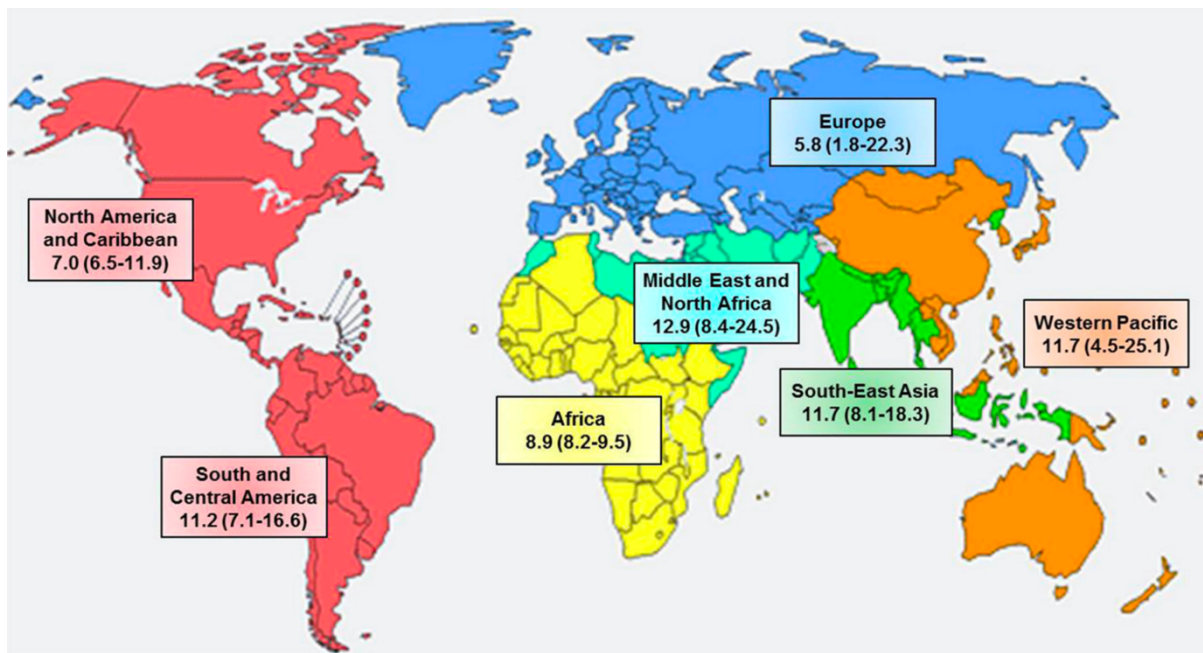 Europe
5.8 (1.8-22.3)
North America
and Caribbean
7.0 (6.5-11.9)
Middle East and
North Africa
12.9 (8.4-24.5)
Western Pacific
11.7 (4.5-25.1)
South-East Asia
11.7 (8.1-18.3)
Africa
8.9 (8.2-9.5)
South and
Central America
11.2 (7.1-16.6)